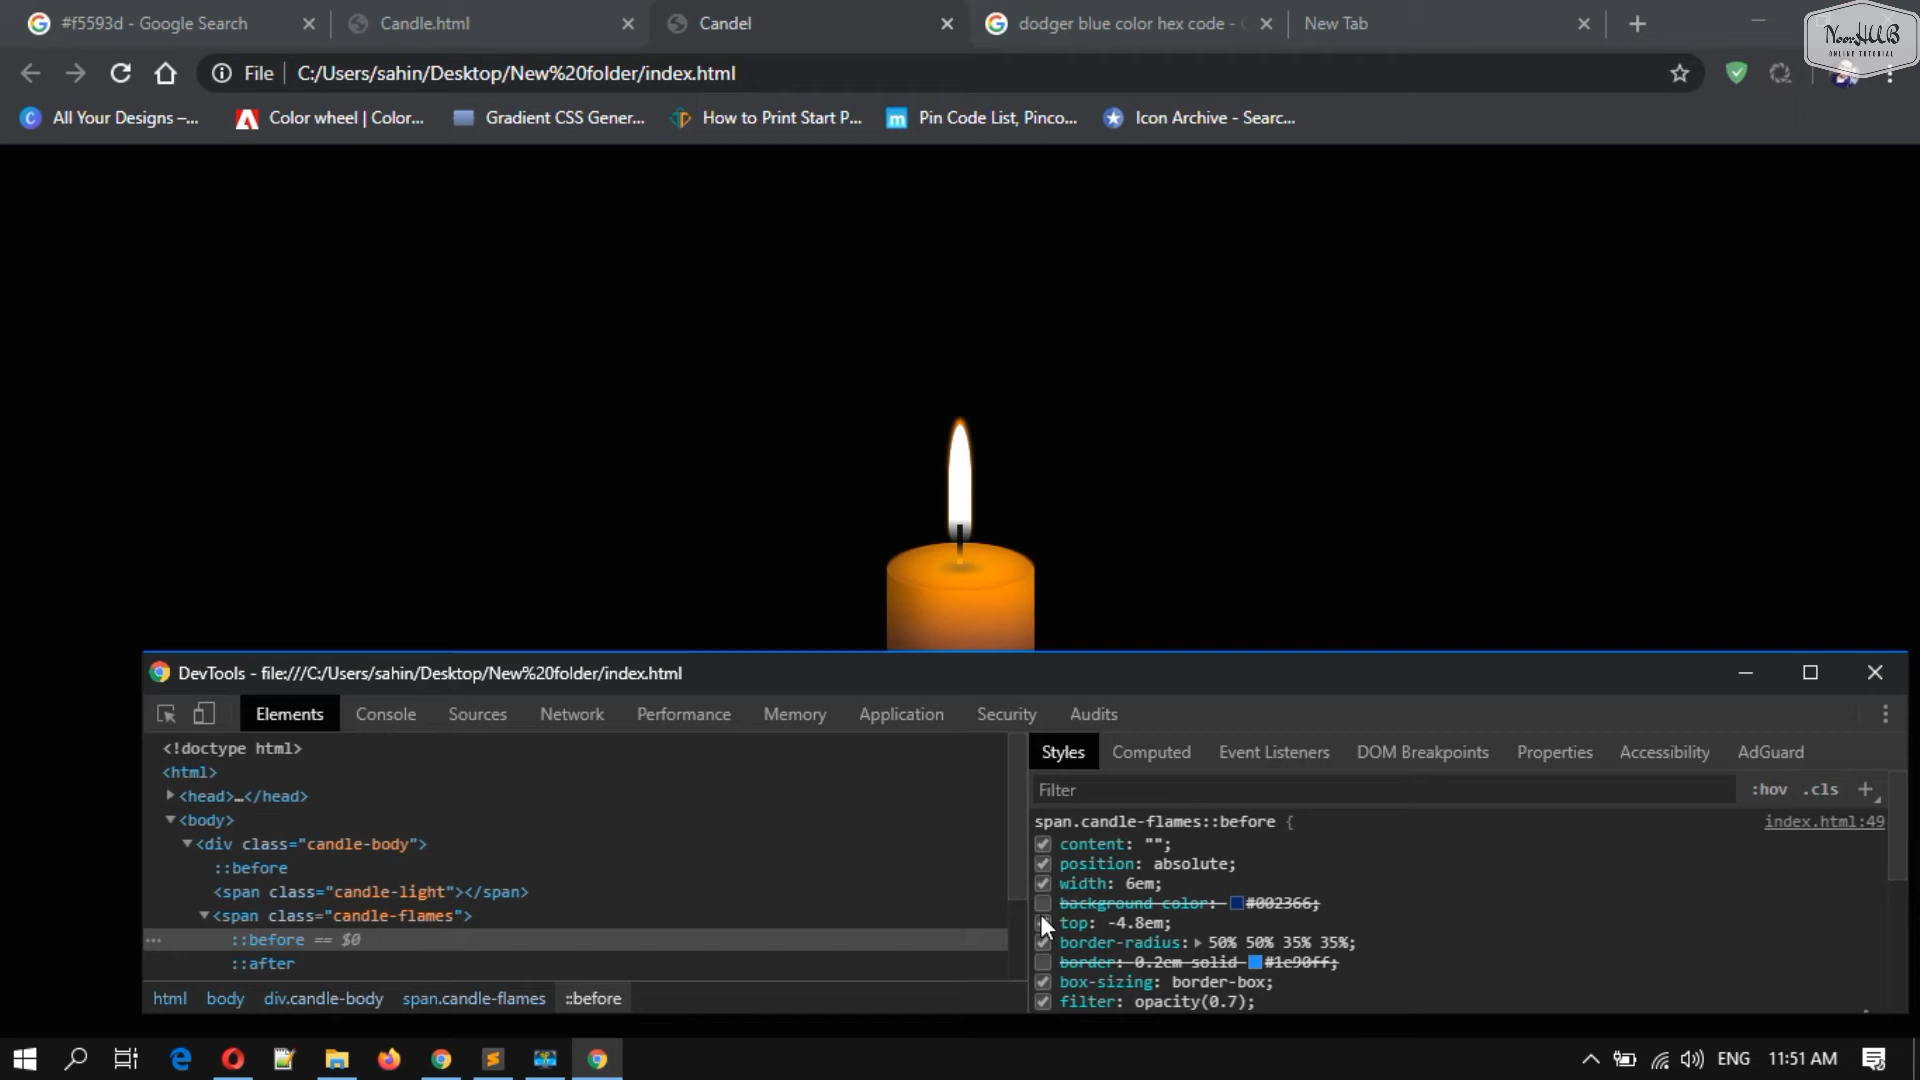 #f5593d - Google Search
Candle.html
Candel
dodger blue color hex code -
New Tab
NoorHUB
ONLINE TUTORIAL
File
C:/Users/sahin/Desktop/New%20folder/index.html
All Your Designs –...
Color wheel | Color...
Gradient CSS Gener...
How to Print Start P...
Pin Code List, Pinco...
Icon Archive - Searc...
DevTools - file:///C:/Users/sahin/Desktop/New%20folder/index.html
Elements
Console
Sources
Network
Performance
Memory
Application
Security
Audits
<!doctype html>
<html>
<head>…</head>
<body>
<div class="candle-body">
::before
<span class="candle-light"></span>
<span class="candle-flames">
::before == $0
::after
html
body
div.candle-body
span.candle-flames
::before
Styles
Computed
Event Listeners
DOM Breakpoints
Properties
Accessibility
AdGuard
Filter
:hov
.cls
span.candle-flames::before {
index.html:49
content: "";
position: absolute;
width: 6em;
background-color: #002366;
top: -4.8em;
border-radius: 50% 50% 35% 35%;
border: 0.2em solid #1e90ff;
box-sizing: border-box;
filter: opacity(0.7);
ENG
11:51 AM